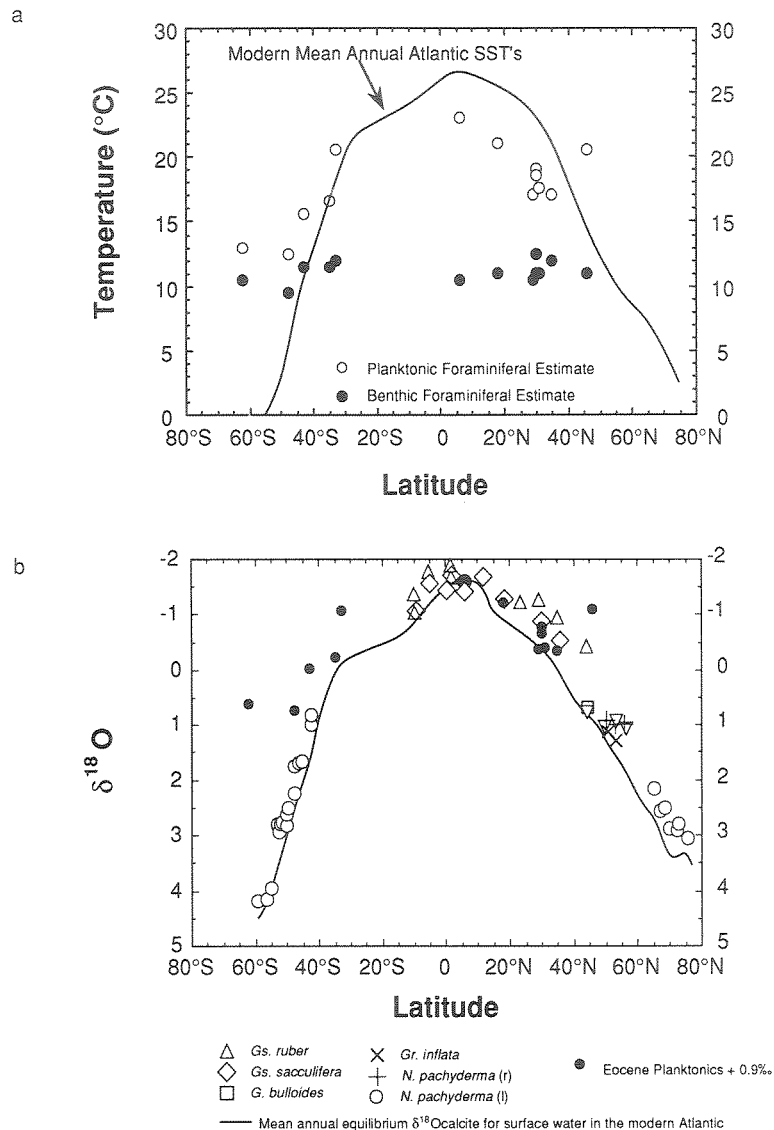 a
Modern Mean Annual Atlantic SST's
Temperature (°C)
30
25
20
15
10
5
0
30
25
20
15
10
5
0
Planktonic Foraminiferal Estimate
Benthic Foraminiferal Estimate
80°S 60°S 40°S 20°S 0 20°N 40°N 60°N 80°N
Latitude
b
δ18O
-2
-1
0
1
2
3
4
5
-2
-1
0
1
2
3
4
5
80°S 60°S 40°S 20°S 0 20°N 40°N 60°N 80°N
Latitude
Gs. ruber
Gs. sacculifera
G. bulloides
Gr. inflata
N. pachyderma (r)
N. pachyderma (l)
Eocene Planktonics + 0.9‰
Mean annual equilibrium δ18Ocalcite for surface water in the modern Atlantic